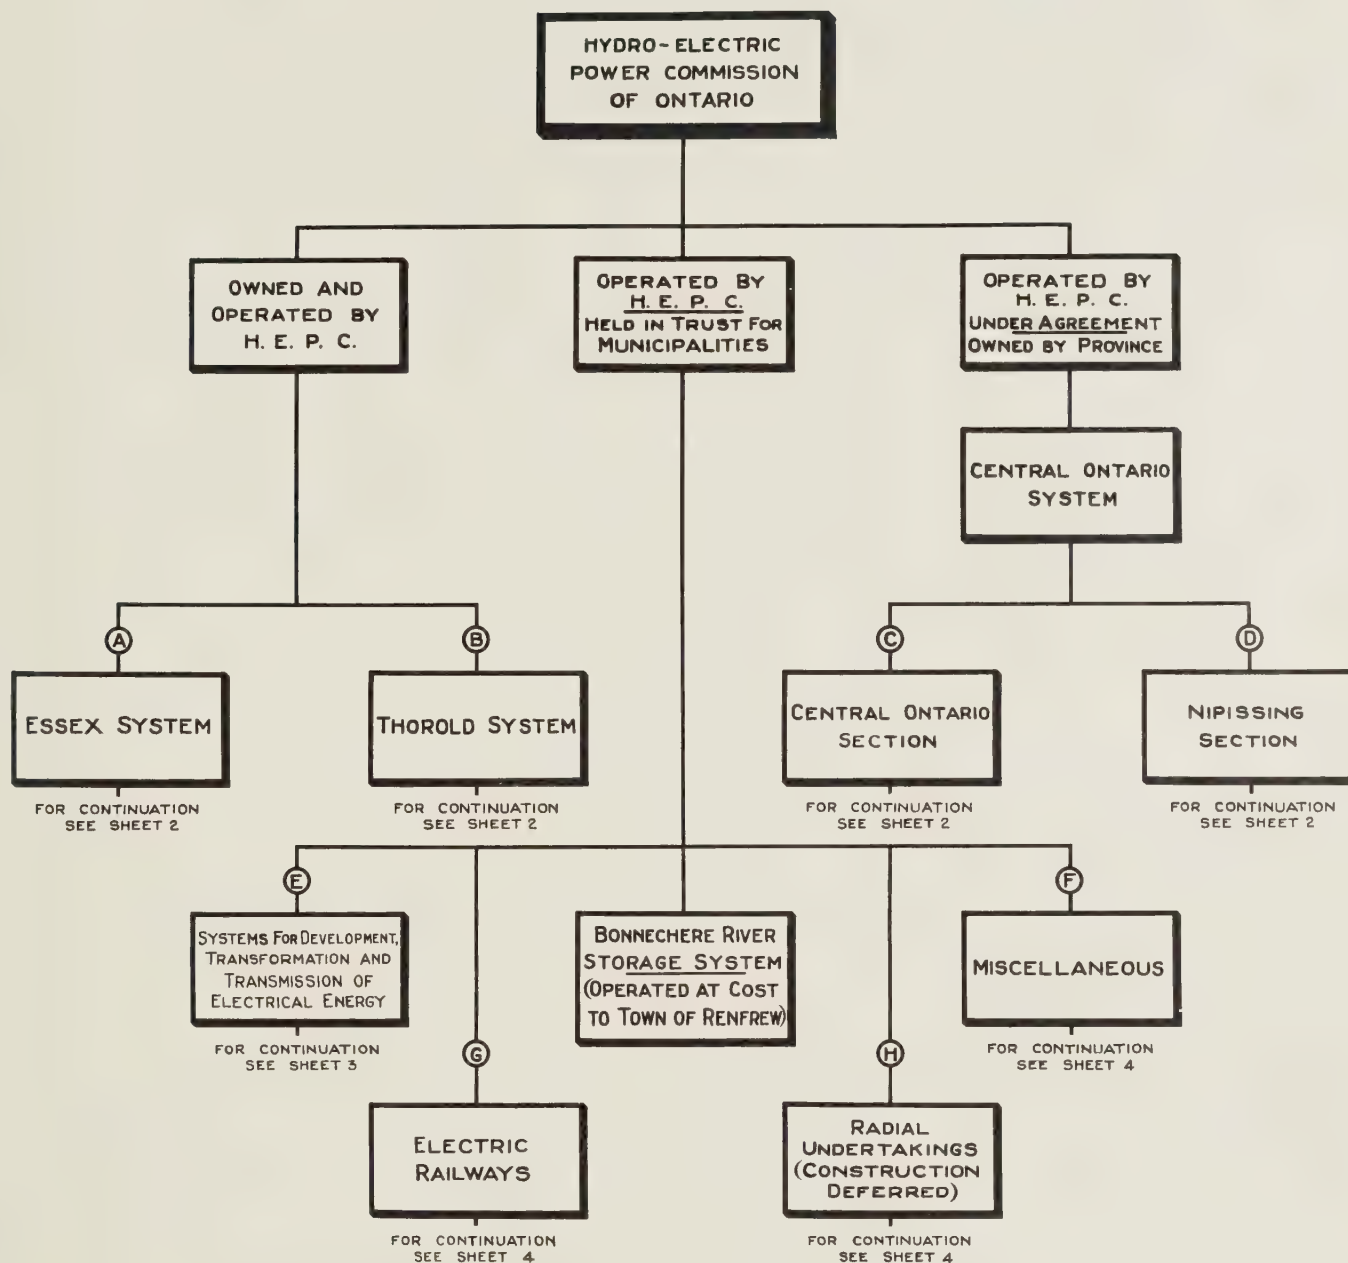 HYDRO-ELECTRIC
POWER COMMISSION
OF ONTARIO
OWNED AND
OPERATED BY
H. E. P. C.
OPERATED BY
H. E. P. C.
HELD IN TRUST FOR
MUNICIPALITIES
OPERATED BY
H. E. P. C.
UNDER AGREEMENT
OWNED BY PROVINCE
CENTRAL ONTARIO
SYSTEM
A
B
C
D
ESSEX SYSTEM
THOROLD SYSTEM
CENTRAL ONTARIO
SECTION
NIPISSING
SECTION
FOR CONTINUATION
SEE SHEET 2
FOR CONTINUATION
SEE SHEET 2
FOR CONTINUATION
SEE SHEET 2
FOR CONTINUATION
SEE SHEET 2
E
F
SYSTEMS FOR DEVELOPMENT,
TRANSFORMATION AND
TRANSMISSION OF
ELECTRICAL ENERGY
BONNECHERE RIVER
STORAGE SYSTEM
(OPERATED AT COST
TO TOWN OF RENFREW)
MISCELLANEOUS
FOR CONTINUATION
SEE SHEET 3
G
H
FOR CONTINUATION
SEE SHEET 4
ELECTRIC
RAILWAYS
RADIAL
UNDERTAKINGS
(CONSTRUCTION
DEFERRED)
FOR CONTINUATION
SEE SHEET 4
FOR CONTINUATION
SEE SHEET 4